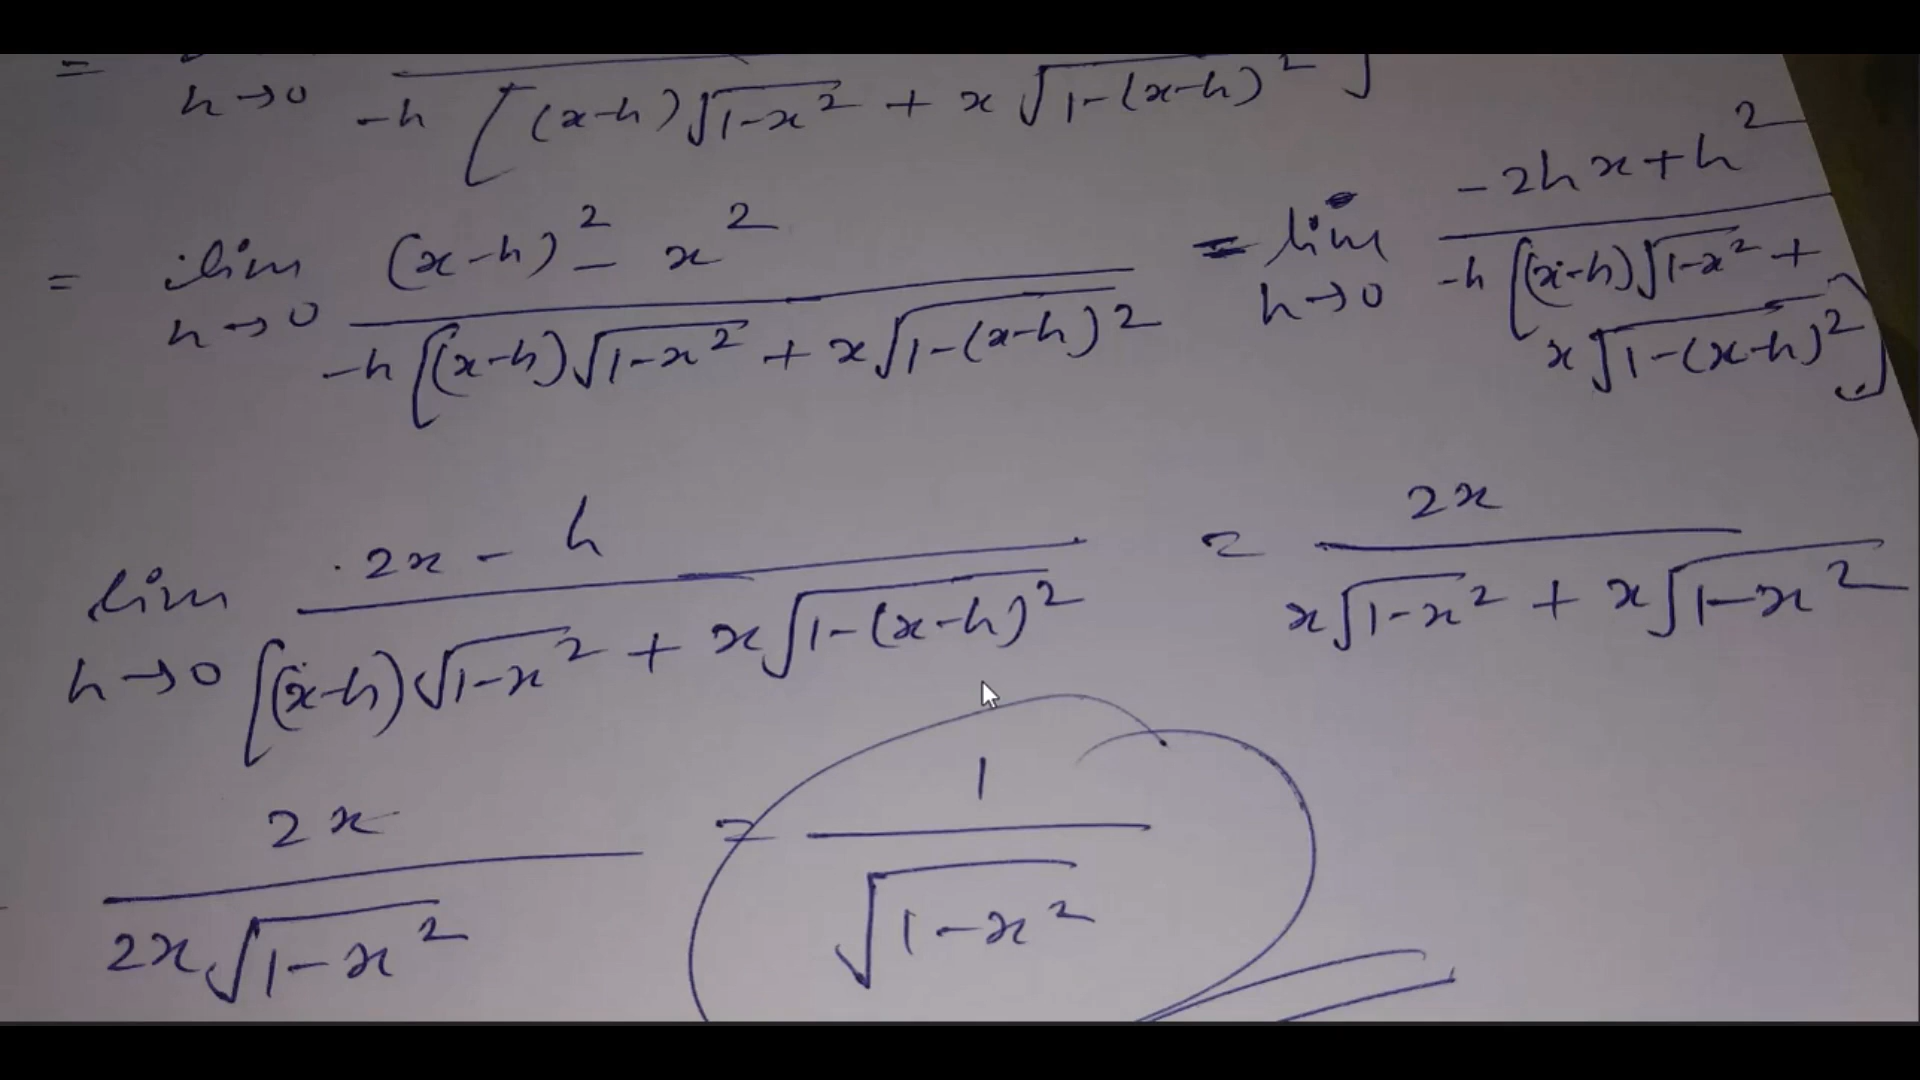 = h→0 -h [(x-h)√(1-x²) + x√(1-(x-h)²]
= lim h→0 ((x-h)² - x²) / (-h[(x-h)√(1-x²) + x√(1-(x-h)²)
= lim h→0 (-2hx + h²) / (-h[(x-h)√(1-x²) + x√(1-(x-h)²])
lim h→0 (2x - h) / ([(x-h)√(1-x²) + x√(1-(x-h)²)
= 2x / (x√(1-x²) + x√(1-x²))
2x / (2x√(1-x²)) = 1 / √(1-x²)